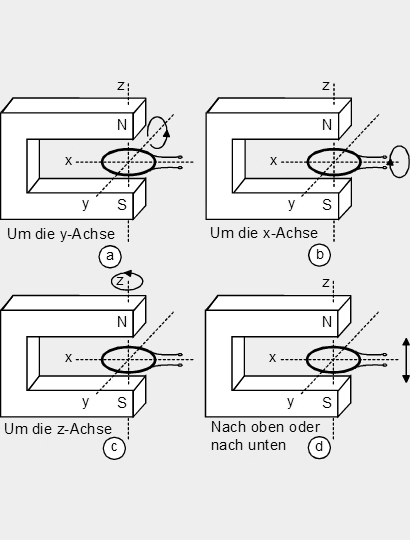 z
N
x
y
S
Um die y-Achse
a
z
N
x
y
S
Um die x-Achse
b
z
N
x
y
S
Um die z-Achse
c
z
N
x
y
S
Nach oben oder
nach unten
d